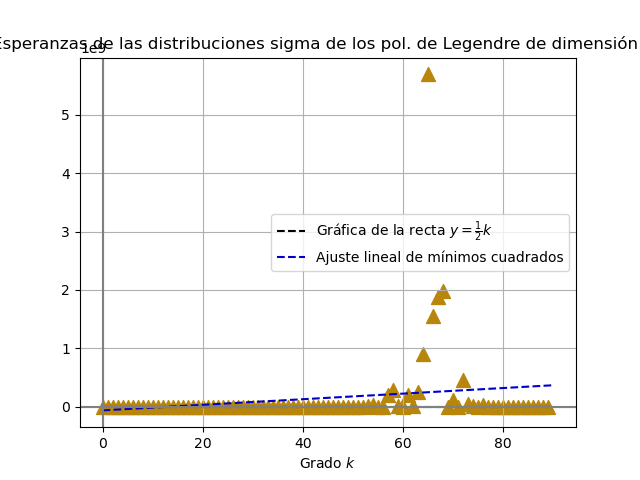 Esperanzas de las distribuciones sigma de los pol. de Legendre de dimensión
1e9
5
4
3
2
1
0
Gráfica de la recta y = 1/2 k
Ajuste lineal de mínimos cuadrados
0 20 40 60 80
Grado k